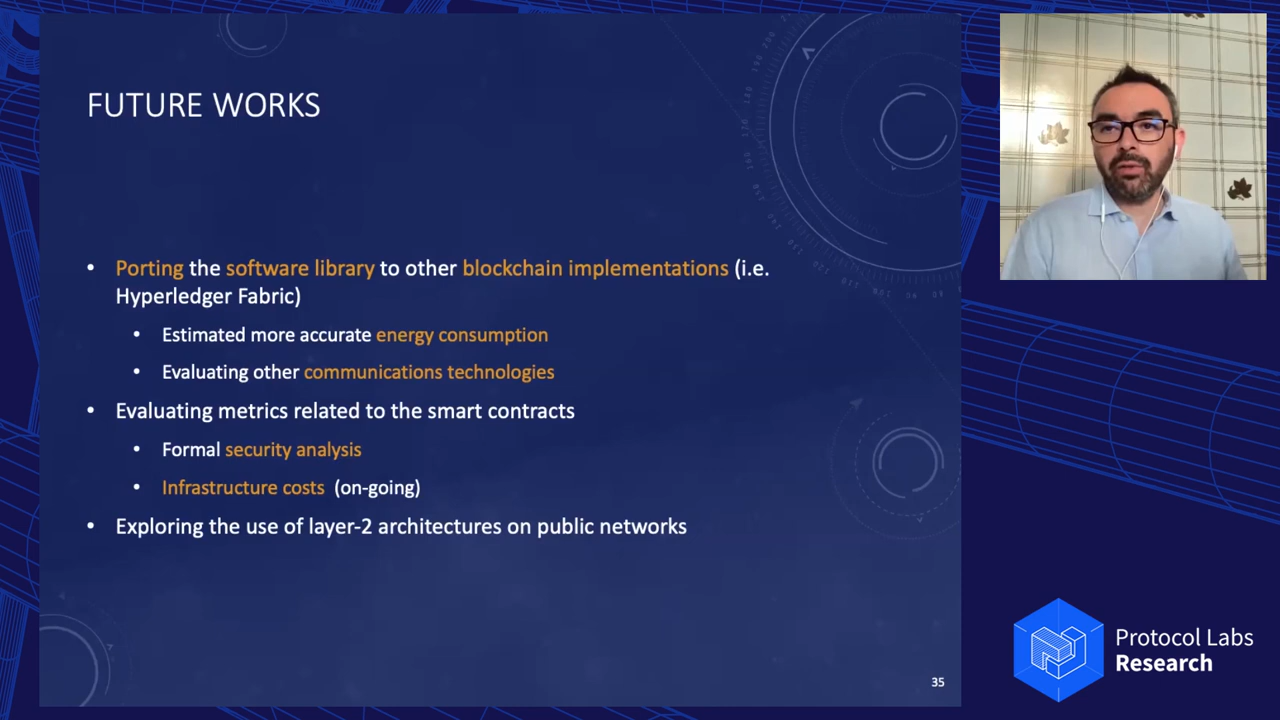 FUTURE WORKS
• Porting the software library to other blockchain implementations (i.e.
Hyperledger Fabric)
• Estimated more accurate energy consumption
• Evaluating other communications technologies
• Evaluating metrics related to the smart contracts
• Formal security analysis
• Infrastructure costs (on-going)
• Exploring the use of layer-2 architectures on public networks
35
Protocol Labs
Research